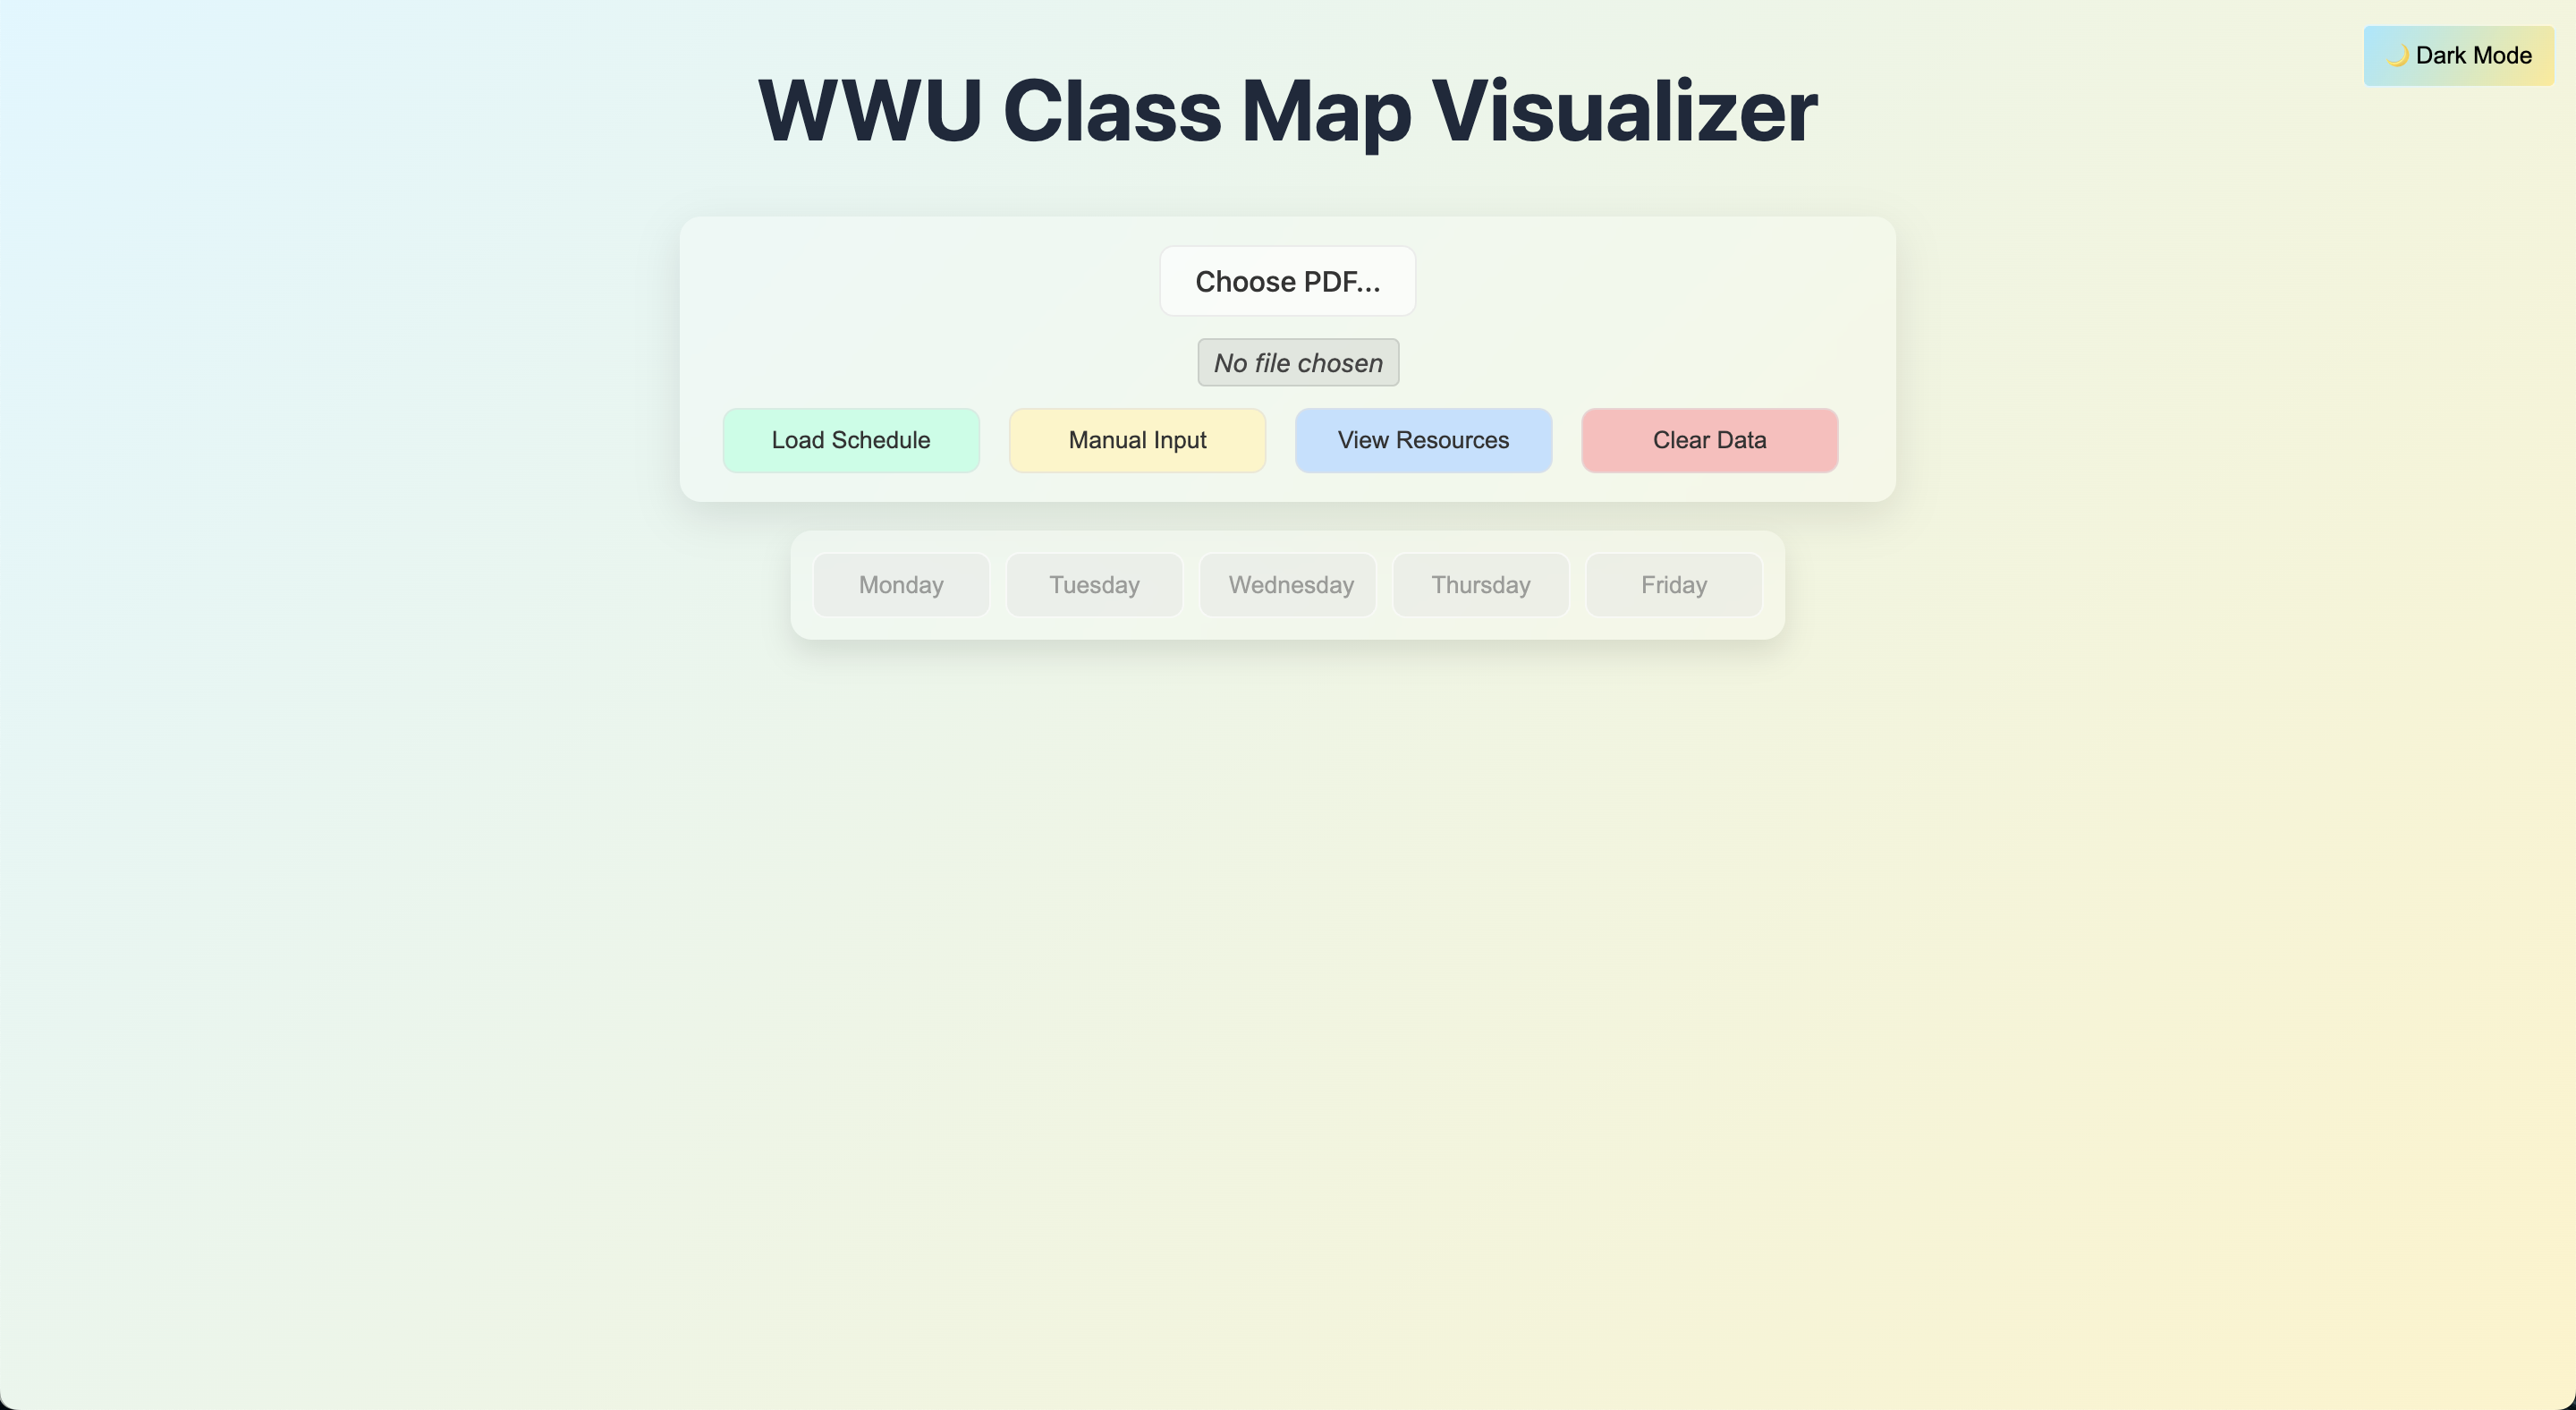 🌙 Dark Mode
WWU Class Map Visualizer
Choose PDF...
No file chosen
Load Schedule Manual Input View Resources Clear Data
Monday Tuesday Wednesday Thursday Friday